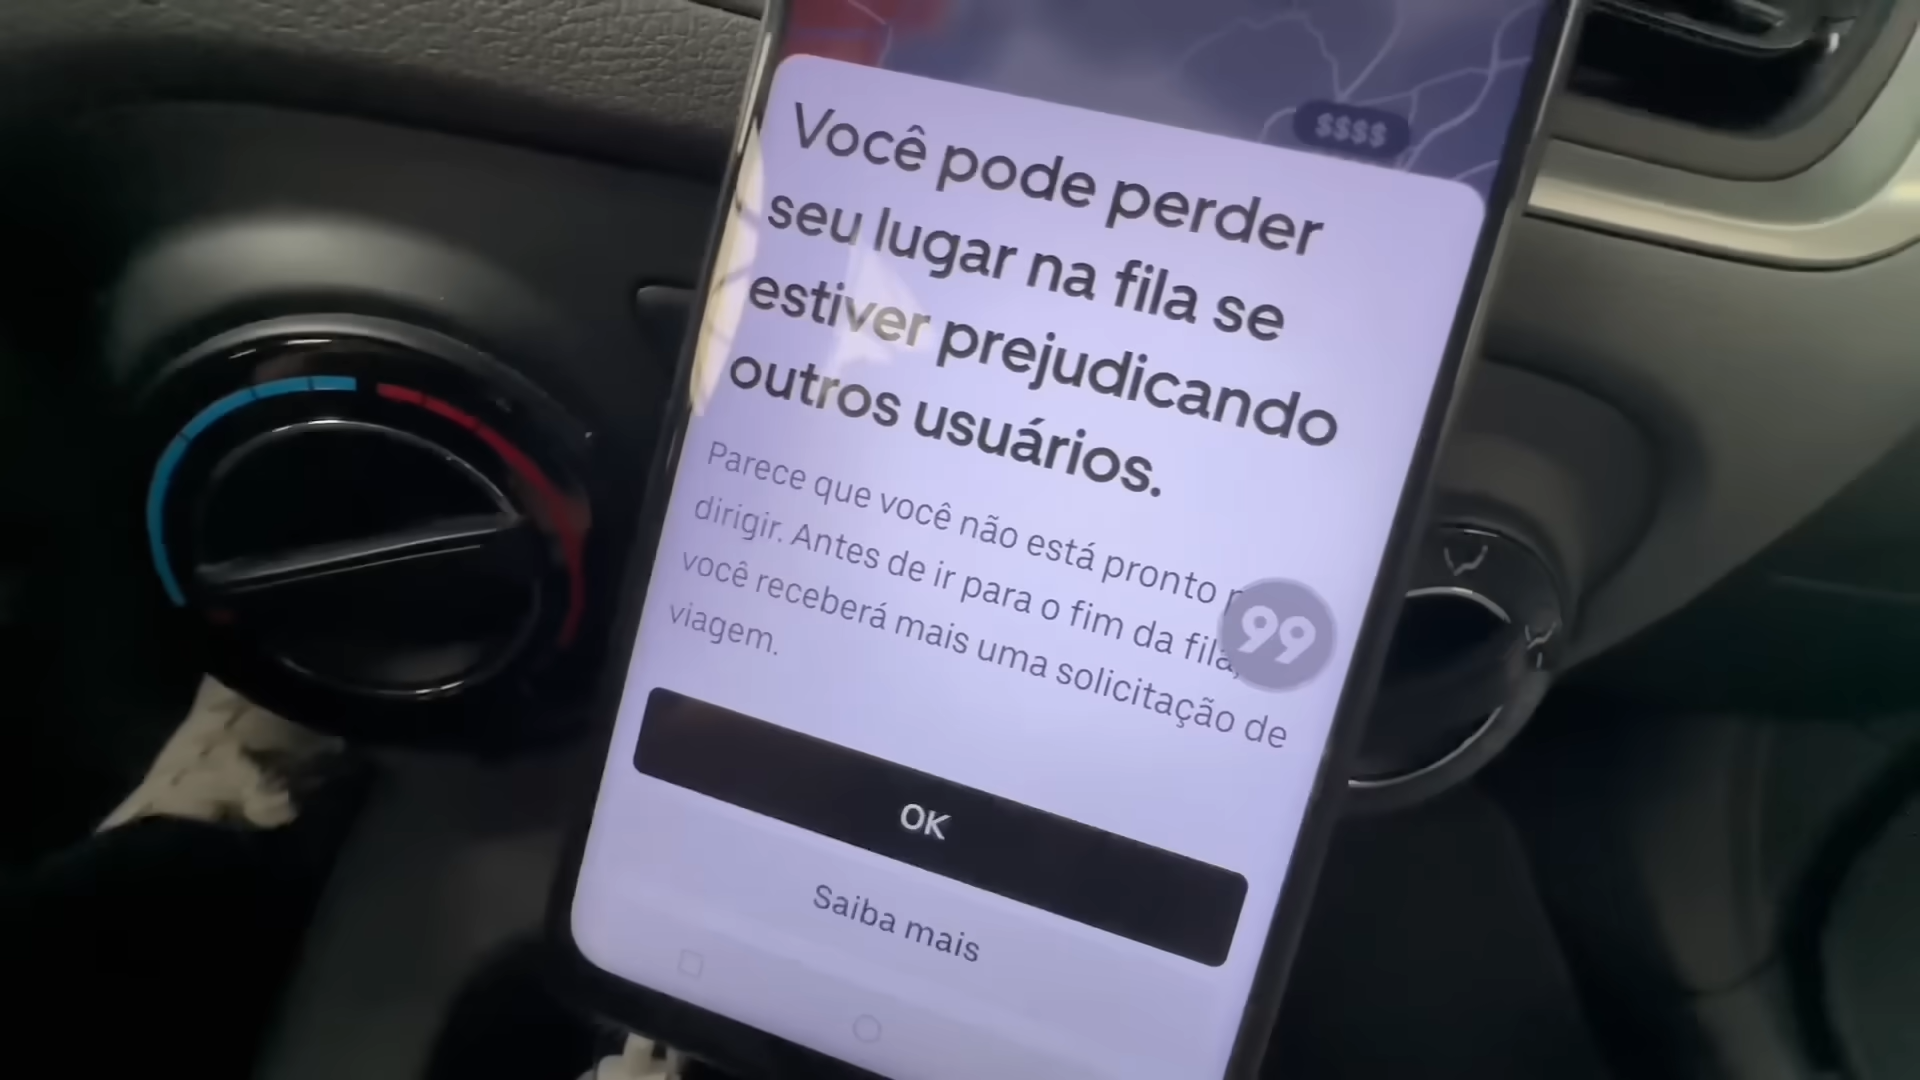 $$$$
Você pode perder
seu lugar na fila se
estiver prejudicando
outros usuários.
Parece que você não está pronto
dirigir. Antes de ir para o fim da fila,
você receberá mais uma solicitação de
viagem.
99
OK
Saiba mais